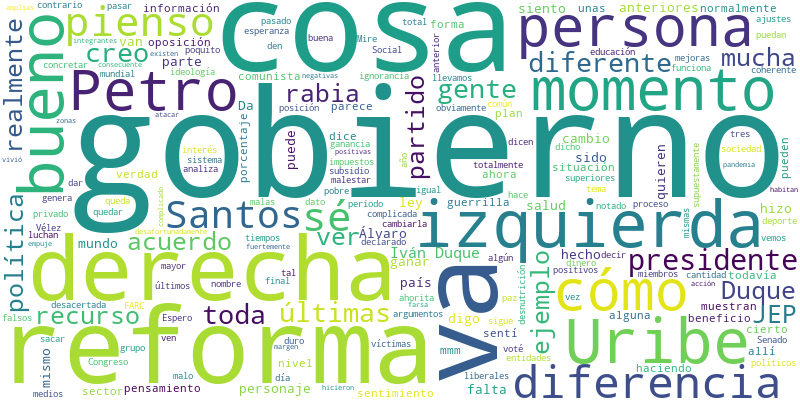 ampliar
contrario
pasar
información
cosa
siento
unas
anteriores
normalmente
integrantes
van
oposición
pasado
esperanza
Mire
buena
total
forma
persona
ajustes
puedan
bueno
pienso
creo
poquito
den
Social
anterior
educación
mejoras
funciona
existen
consecuente
mundial
parte
diferente
mucha
coherente
concretar
ideología
comunista
ignorancia
llevamos
realmente
Petro
Da
rabia
negativas
posición
parece
gente
obviamente
momento
zonas
atacar
gobierno
porcentaje
partido
común
plan
dicen
tres
interés
dice
ganancia
positivas
cambio
dicho
sociedad
pandemia
vivió
verdad
sistema
analiza
puede
impuestos
subsidio
malestar
año
totalmente
situación
sido
ahora
superiores
quieren
pueden
genera
dar
pobre
igual
hace
tema
supuestamente
habitan
política
queda
quedar
complicado
Santos
sé
malas
dato
periodo
ley
guerrilla
izquierda
salud
notado
proceso
hizo
deporte
privado
desafortunadamente
complicada
cambiarla
mismas
Vélez
luchan
empuje
fuertemente
mundo
acuerdo
tiempos
ver
Álvaro
declarado
vemos
derecha
mayor
tal
Iván Duque
algún
va
hecho
decir
presidente
últimos
nombre
final
ganar
cómo
dinero
positivos
miembros
cantidad
todavía
desacertada
FARC
últimas
país
ahorita
farsa
paz
desnutrición
acción
Duque
falsos
recurso
Espero
toda
argumentos
digo
sigue
ejemplo
vez
muestran
JEP
sacar
ven
reforma
duro
margen
víctimas
sentí
Uribe
alguna
beneficio
cierto
mismo
grupo
Congreso
malo
nivel
mmm
voté
entidades
Senado
allí
medios
sector
pensamiento
personaje
día
hicieron
sentimiento
liberales
falta
haciendo
diferencia
políticos